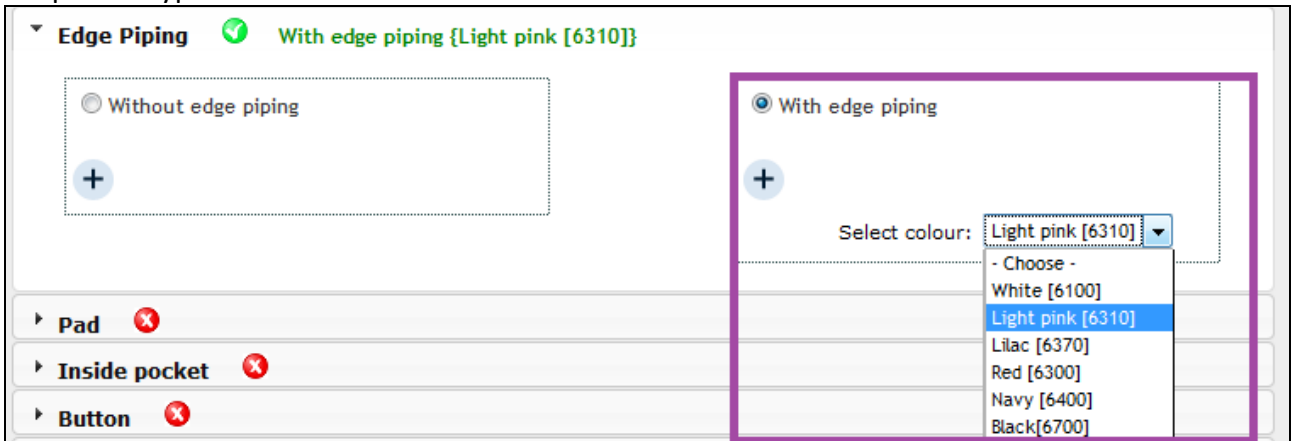 Edge Piping With edge piping {Light pink [6310]}
Without edge piping
With edge piping
Select colour: Light pink [6310]
- Choose -
White [6100]
Light pink [6310]
Lilac [6370]
Red [6300]
Navy [6400]
Black[6700]
Pad
Inside pocket
Button